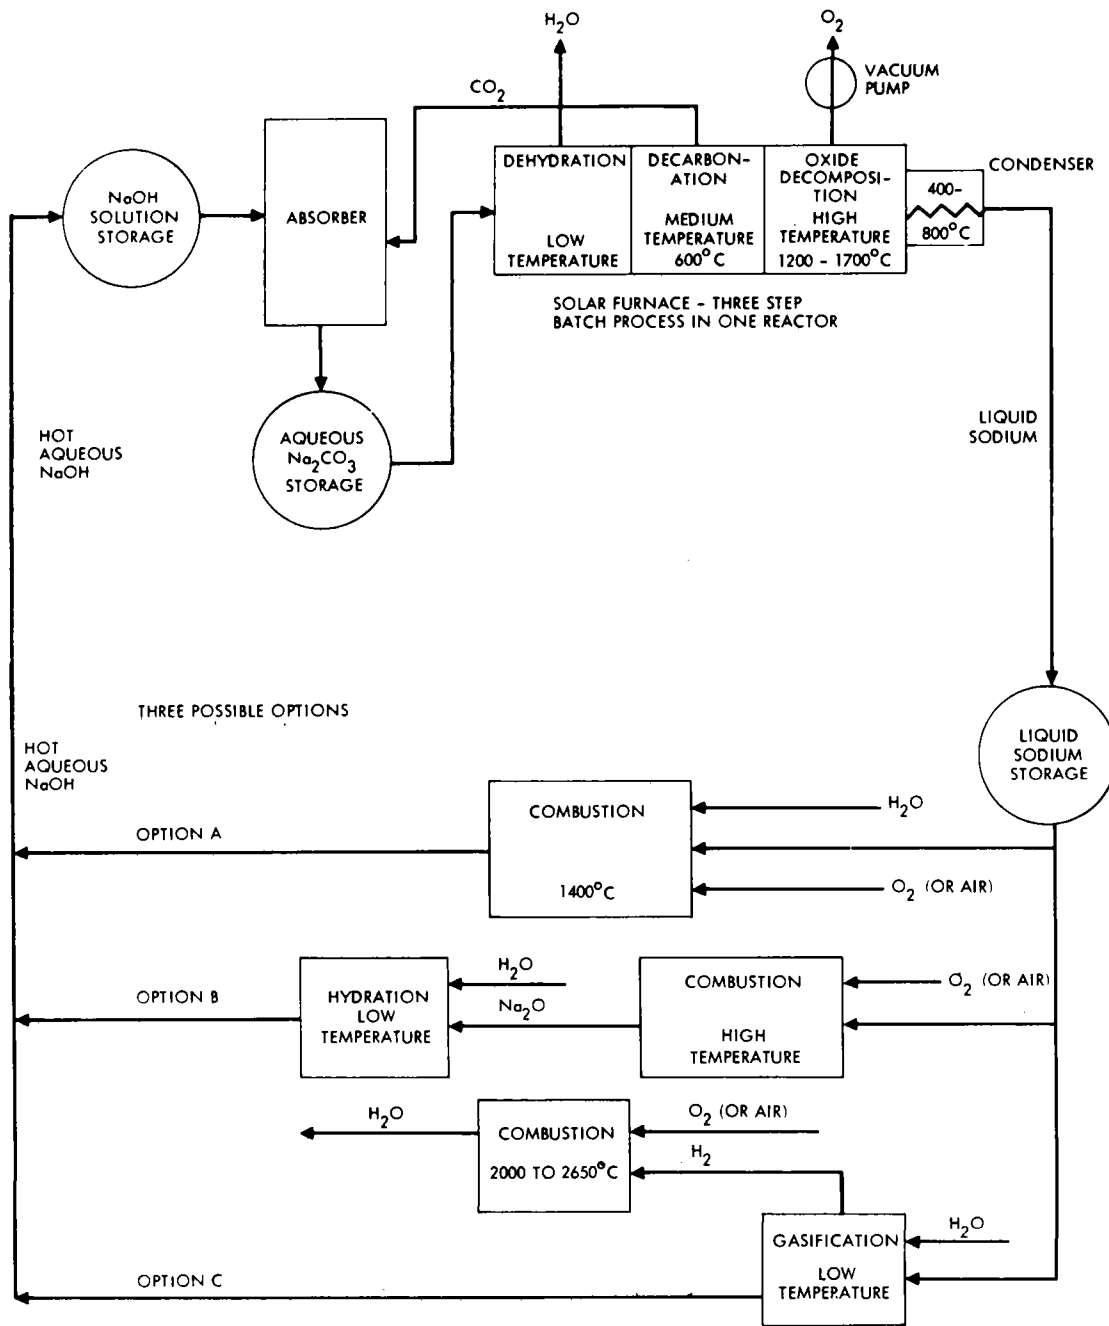 H2O
O2
VACUUM
PUMP
CO2
NaOH
SOLUTION
STORAGE
ABSORBER
DEHYDRATION
LOW
TEMPERATURE
DECARBON-
ATION
MEDIUM
TEMPERATURE
600°C
OXIDE
DECOMPOSI-
TION
HIGH
TEMPERATURE
1200 - 1700°C
CONDENSER
400-
800°C
SOLAR FURNACE - THREE STEP
BATCH PROCESS IN ONE REACTOR
HOT
AQUEOUS
NaOH
AQUEOUS
Na2CO3
STORAGE
LIQUID
SODIUM
THREE POSSIBLE OPTIONS
HOT
AQUEOUS
NaOH
LIQUID
SODIUM
STORAGE
OPTION A
COMBUSTION
1400°C
H2O
O2 (OR AIR)
OPTION B
HYDRATION
LOW
TEMPERATURE
H2O
Na2O
COMBUSTION
HIGH
TEMPERATURE
O2 (OR AIR)
H2O
COMBUSTION
2000 TO 2650°C
O2 (OR AIR)
H2
OPTION C
GASIFICATION
LOW
TEMPERATURE
H2O